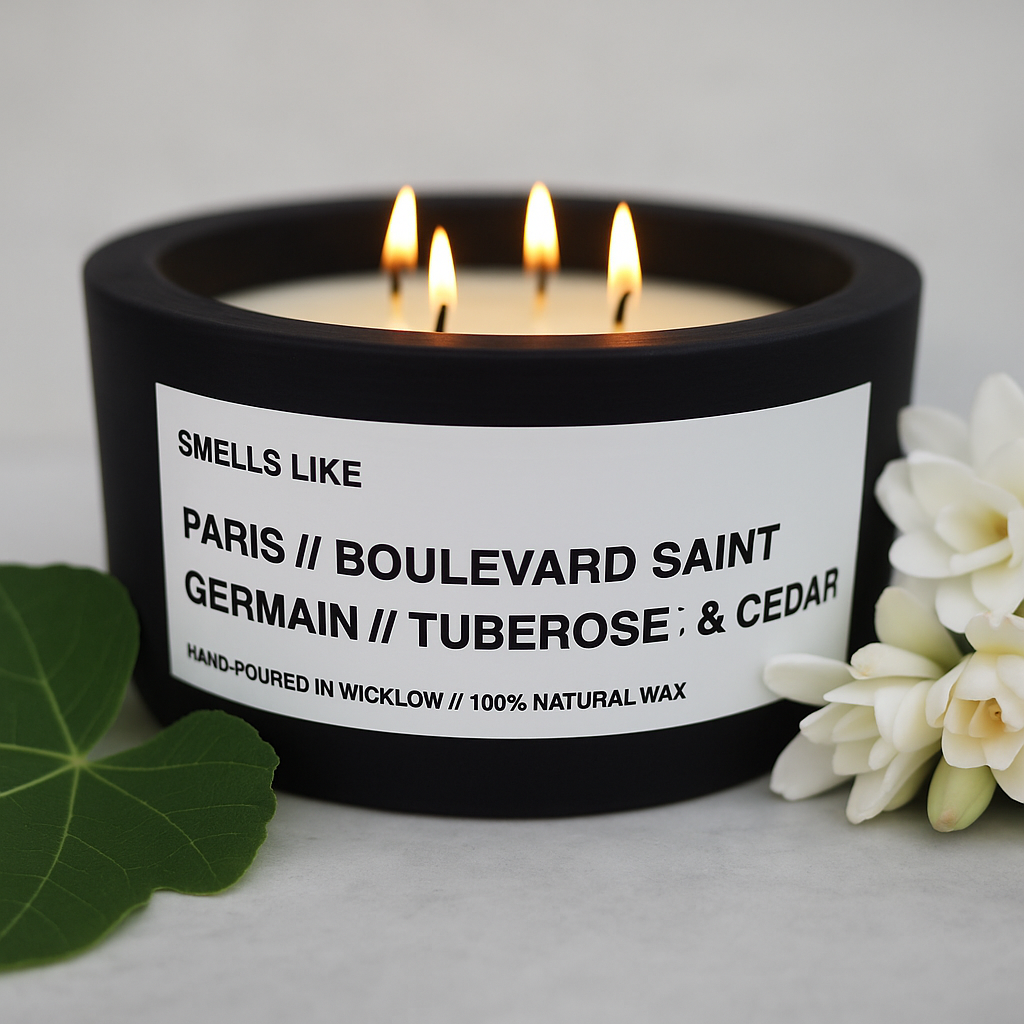 SMELLS LIKE
PARIS // BOULEVARD SAINT
GERMAIN // TUBEROSE : & CEDAR
HAND-POURED IN WICKLOW // 100% NATURAL WAX